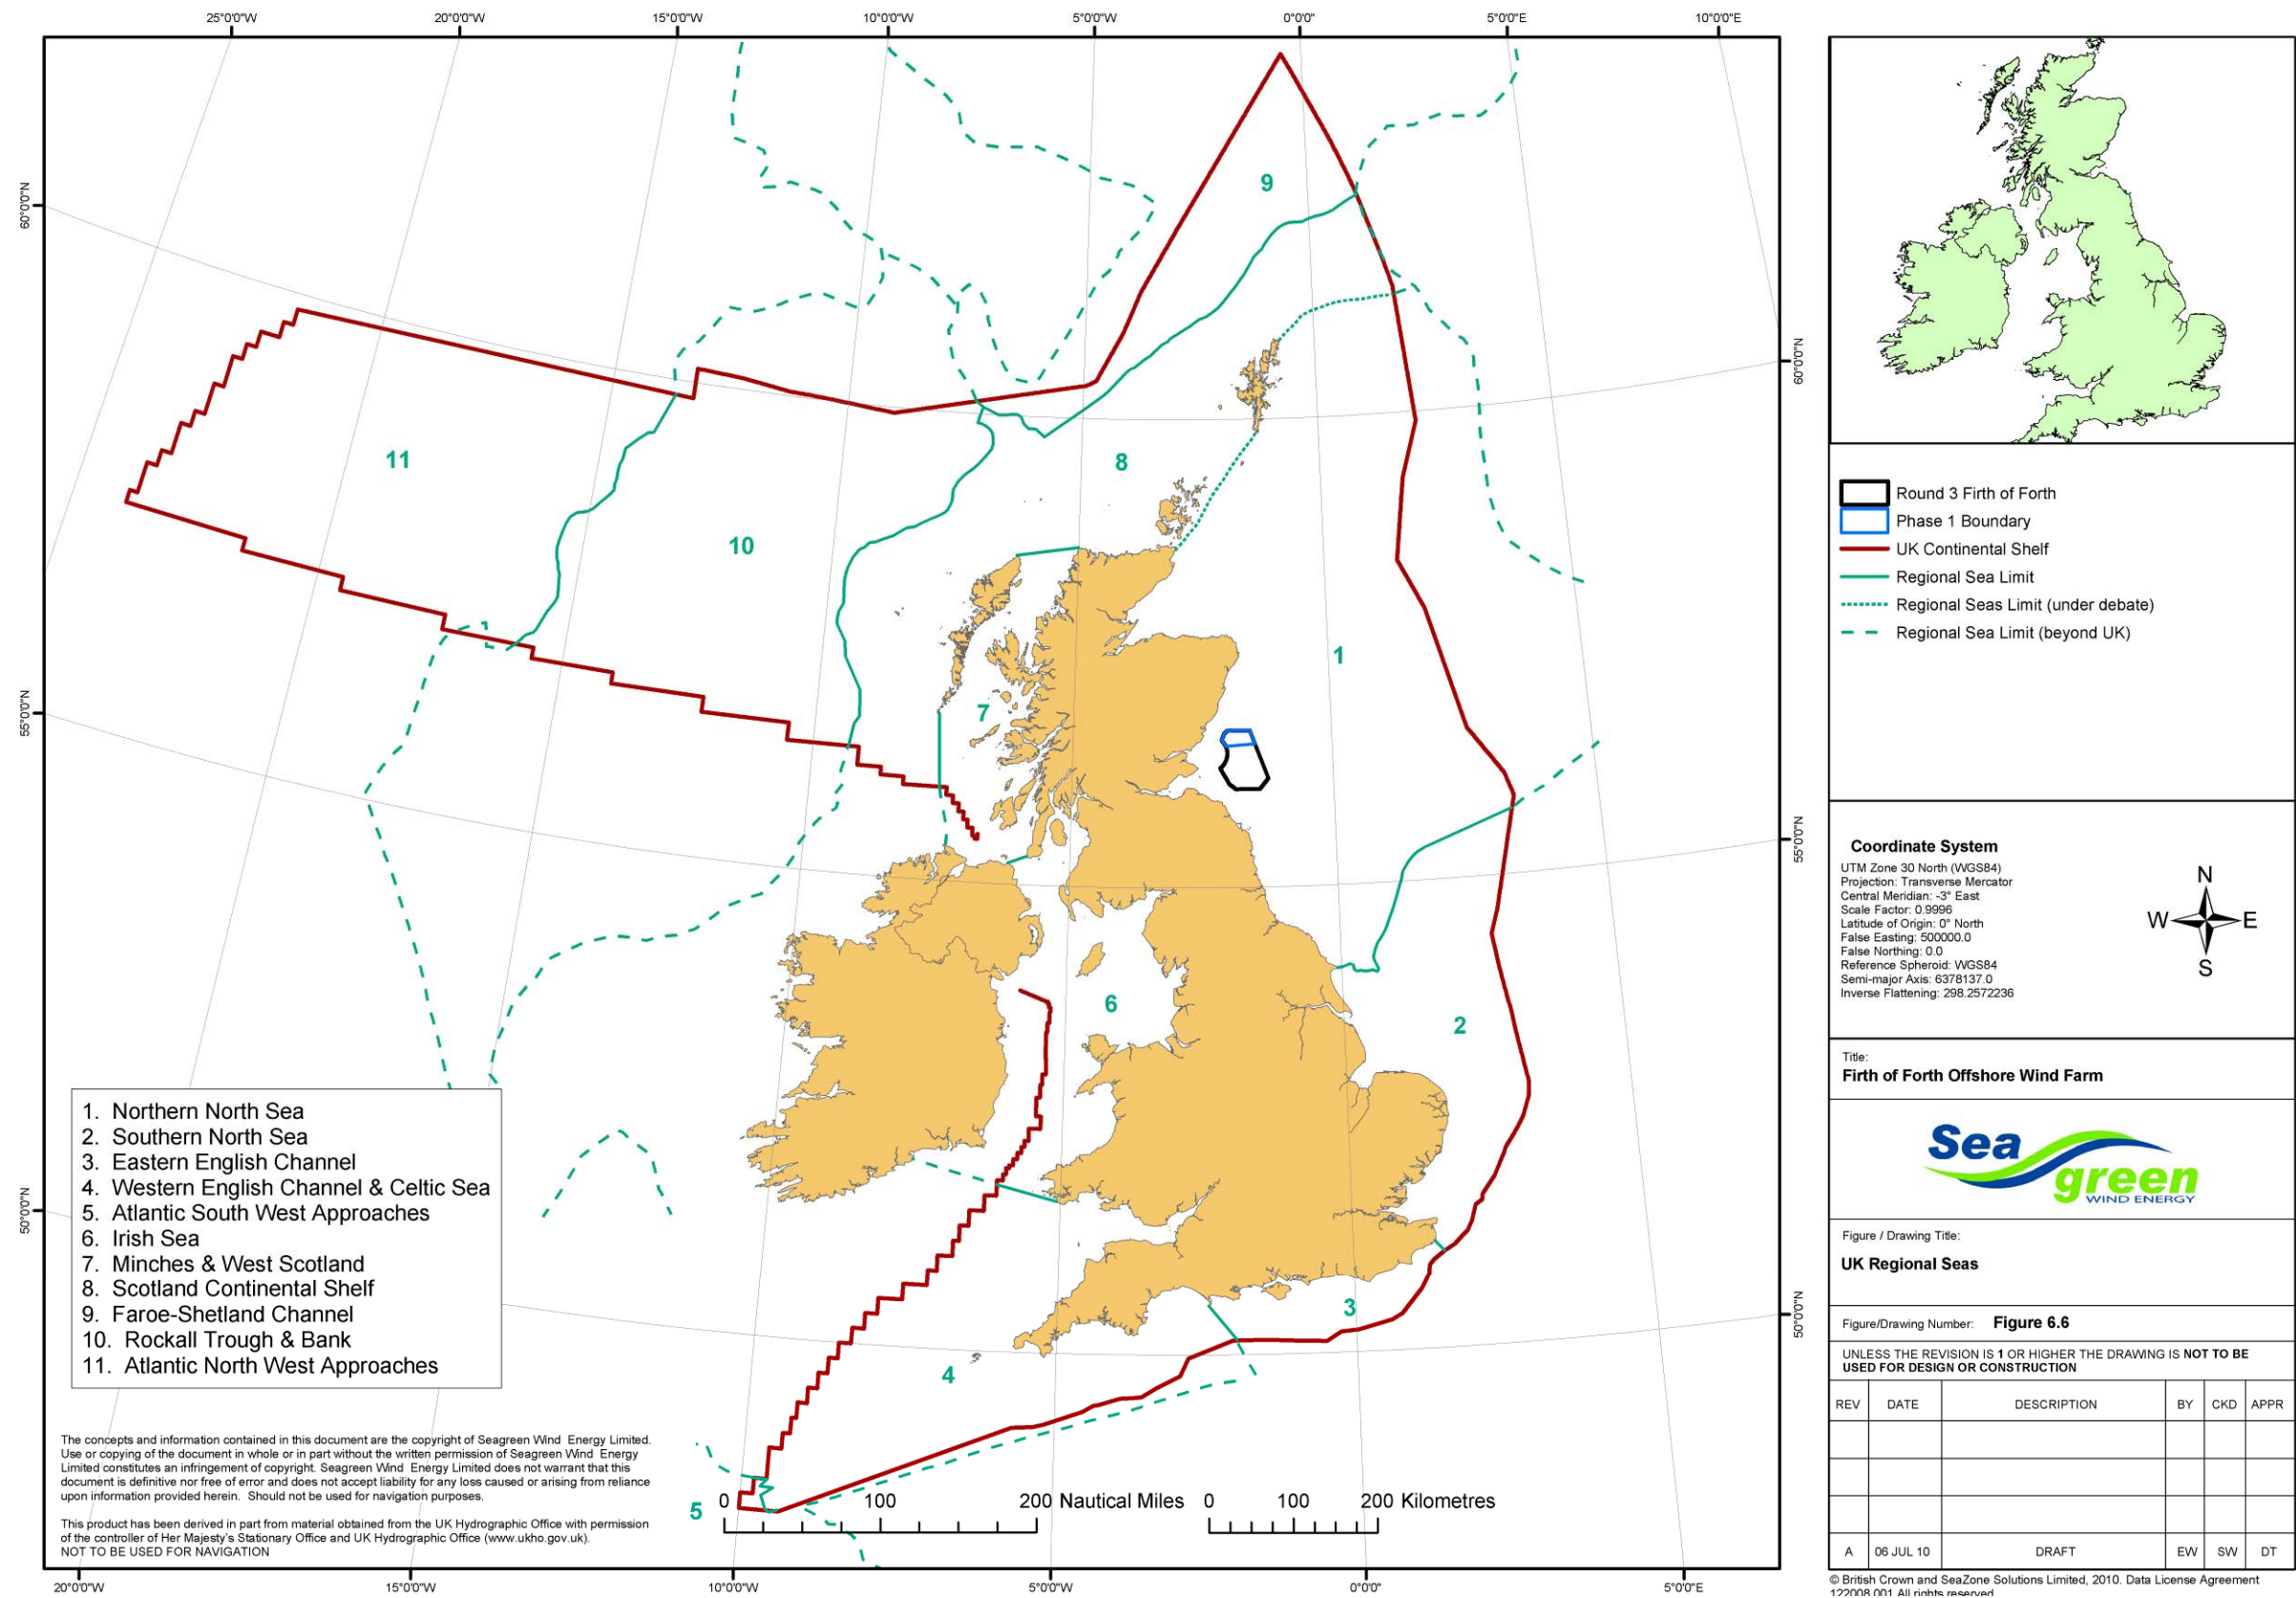 25°0'0"W 20°0'0"W 15°0'0"W 10°0'0"W 5°0'0"W 0°0'0" 5°0'0"E 10°0'0"E
60°0'0"N
55°0'0"N
50°0'0"N
60°0'0"N
55°0'0"N
50°0'0"N
9
11
8
10
1
7
6
2
3
4
5
1. Northern North Sea
2. Southern North Sea
3. Eastern English Channel
4. Western English Channel & Celtic Sea
5. Atlantic South West Approaches
6. Irish Sea
7. Minches & West Scotland
8. Scotland Continental Shelf
9. Faroe-Shetland Channel
10. Rockall Trough & Bank
11. Atlantic North West Approaches
The concepts and information contained in this document are the copyright of Seagreen Wind Energy Limited.
Use or copying of the document in whole or in part without the written permission of Seagreen Wind Energy
Limited constitutes an infringement of copyright. Seagreen Wind Energy Limited does not warrant that this
document is definitive nor free of error and does not accept liability for any loss caused or arising from reliance
upon information provided herein. Should not be used for navigation purposes.
This product has been derived in part from material obtained from the UK Hydrographic Office with permission
of the controller of Her Majesty's Stationary Office and UK Hydrographic Office (www.ukho.gov.uk).
NOT TO BE USED FOR NAVIGATION
0 100 200 Nautical Miles
0 100 200 Kilometres
20°0'0"W 15°0'0"W 10°0'0"W 5°0'0"W 0°0'0" 5°0'0"E
Round 3 Firth of Forth
Phase 1 Boundary
UK Continental Shelf
Regional Sea Limit
Regional Seas Limit (under debate)
Regional Sea Limit (beyond UK)
Coordinate System
UTM Zone 30 North (WGS84)
Projection: Transverse Mercator
Central Meridian: -3° East
Scale Factor: 0.9996
Latitude of Origin: 0° North
False Easting: 500000.0
False Northing: 0.0
Reference Spheroid: WGS84
Semi-major Axis: 6378137.0
Inverse Flattening: 298.2572236
N
W E
S
Title:
Firth of Forth Offshore Wind Farm
Sea
green
WIND ENERGY
Figure / Drawing Title:
UK Regional Seas
Figure/Drawing Number: Figure 6.6
UNLESS THE REVISION IS 1 OR HIGHER THE DRAWING IS NOT TO BE
USED FOR DESIGN OR CONSTRUCTION
REV DATE DESCRIPTION BY CKD APPR
A 06 JUL 10 DRAFT EW SW DT
© British Crown and SeaZone Solutions Limited, 2010. Data License Agreement
122008.001 All rights reserved